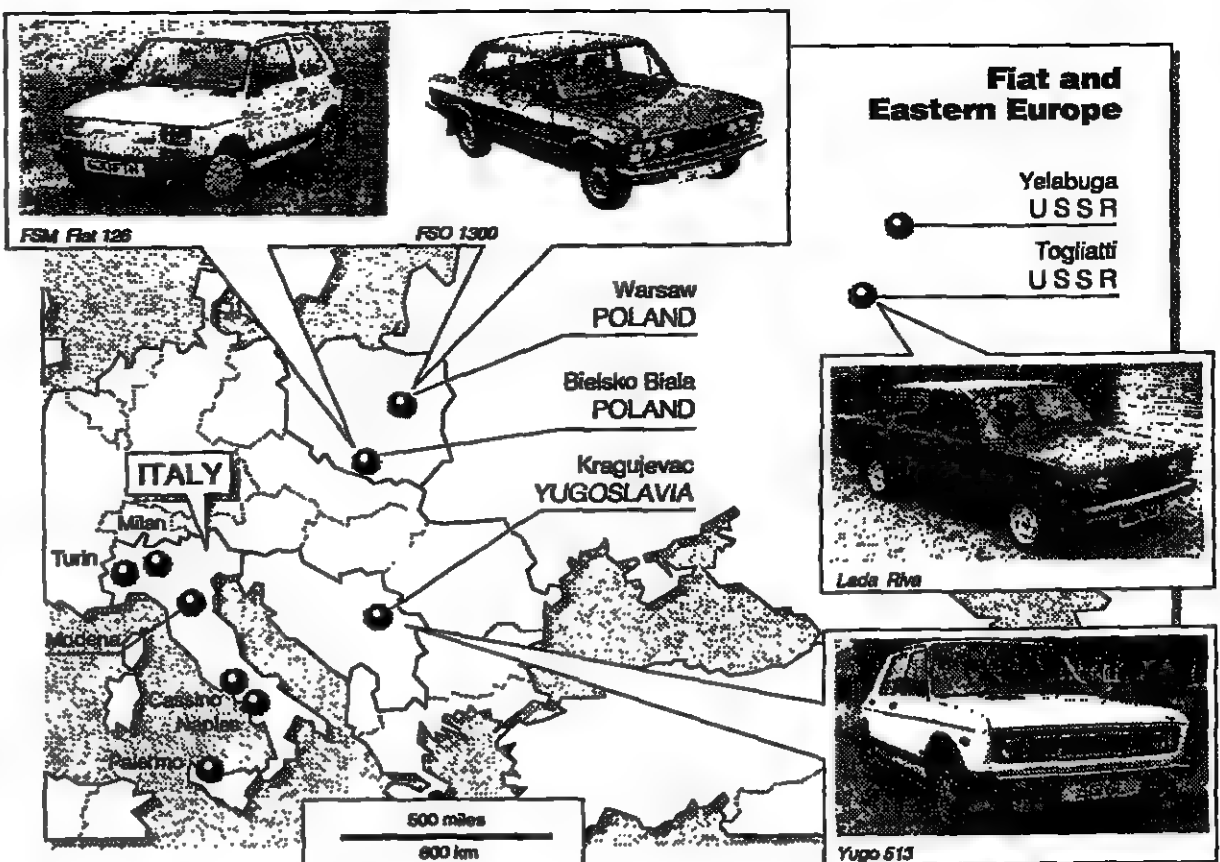 Fiat and
Eastern Europe
FSM Fiat 126
FSO 1300
Yelabuga
USSR
Togliatti
USSR
Warsaw
POLAND
Bielsko Biala
POLAND
Kragujevac
YUGOSLAVIA
ITALY
Milan
Turin
Modena
Cassino
Naples
Palermo
Lada Riva
Yugo 513
500 miles
800 km